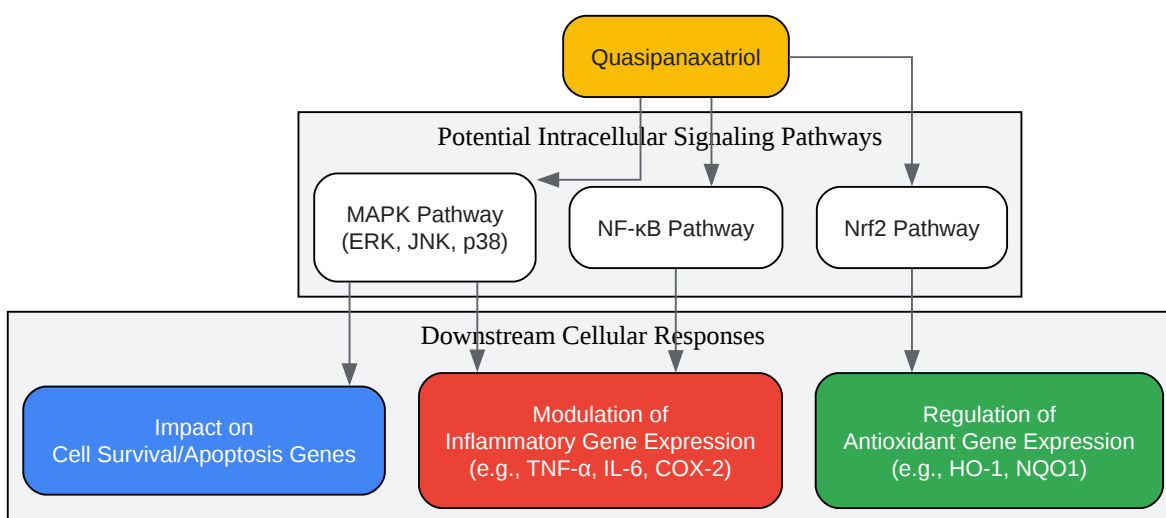 Quasipanaxatriol
Potential Intracellular Signaling Pathways
MAPK Pathway
(ERK, JNK, p38)
NF-κB Pathway
Nrf2 Pathway
Downstream Cellular Responses
Impact on
Cell Survival/Apoptosis Genes
Modulation of
Inflammatory Gene Expression
(e.g., TNF-α, IL-6, COX-2)
Regulation of
Antioxidant Gene Expression
(e.g., HO-1, NQO1)